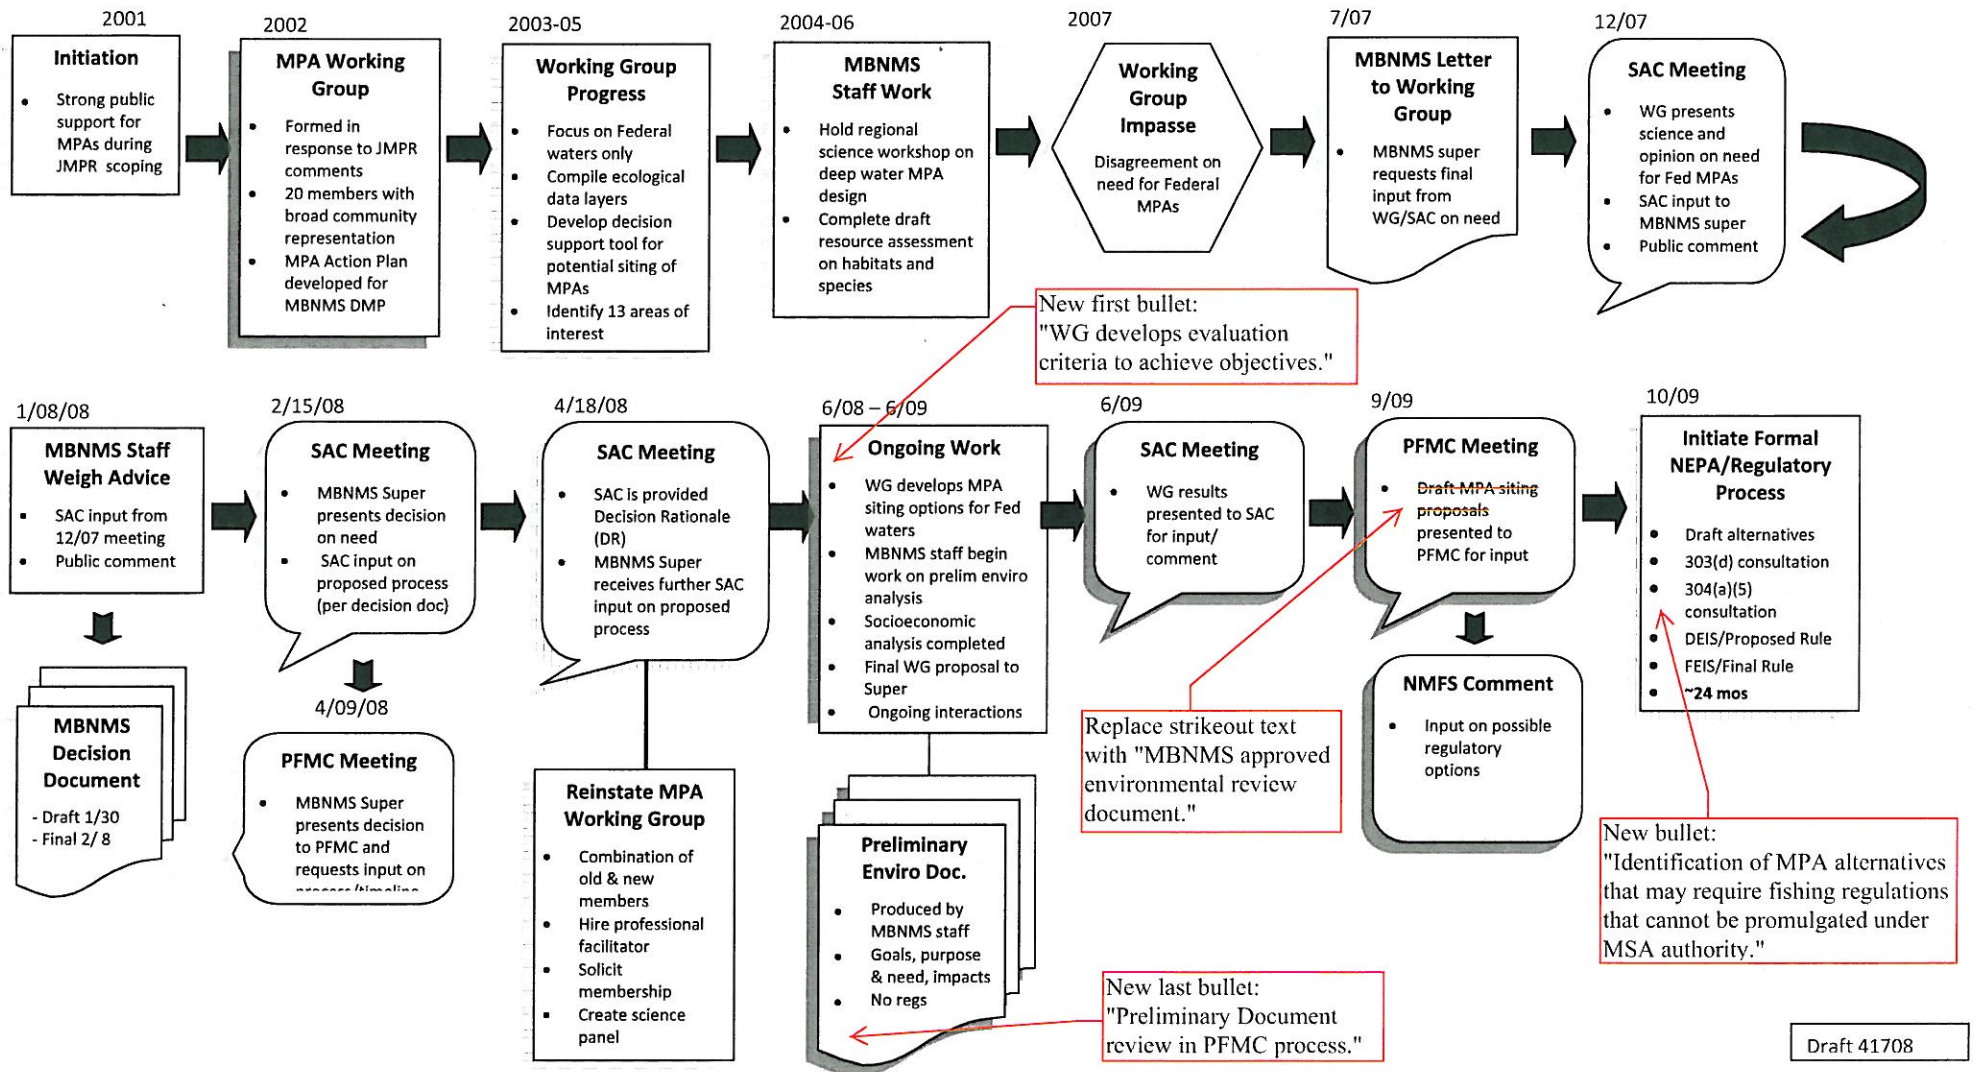 2001
Initiation
• Strong public
support for
MPAs during
JMPR scoping
2002
MPA Working
Group
• Formed in
response to JMPR
comments
• 20 members with
broad community
representation
• MPA Action Plan
developed for
MBNMS DMP
2003-05
Working Group
Progress
• Focus on Federal
waters only
• Compile ecological
data layers
• Develop decision
support tool for
potential siting of
MPAs
• Identify 13 areas of
interest
2004-06
MBNMS
Staff Work
• Hold regional
science workshop on
deep water MPA
design
• Complete draft
resource assessment
on habitats and
species
2007
Working
Group
Impasse
Disagreement on
need for Federal
MPAs
7/07
MBNMS Letter
to Working
Group
• MBNMS super
requests final
input from
WG/SAC on need
12/07
SAC Meeting
• WG presents
science and
opinion on need
for Fed MPAs
• SAC input to
MBNMS super
• Public comment
New first bullet:
"WG develops evaluation
criteria to achieve objectives."
1/08/08
MBNMS Staff
Weigh Advice
• SAC input from
12/07 meeting
• Public comment
MBNMS
Decision
Document
- Draft 1/30
- Final 2/ 8
2/15/08
SAC Meeting
• MBNMS Super
presents decision
on need
• SAC input on
proposed process
(per decision doc)
4/09/08
PFMC Meeting
• MBNMS Super
presents decision
to PFMC and
requests input on
process/timeline
4/18/08
SAC Meeting
• SAC is provided
Decision Rationale
(DR)
• MBNMS Super
receives further SAC
input on proposed
process
Reinstate MPA
Working Group
• Combination of
old & new
members
• Hire professional
facilitator
• Solicit
membership
• Create science
panel
6/08 – 6/09
Ongoing Work
• WG develops MPA
siting options for Fed
waters
• MBNMS staff begin
work on prelim enviro
analysis
• Socioeconomic
analysis completed
• Final WG proposal to
Super
• Ongoing interactions
Preliminary
Enviro Doc.
• Produced by
MBNMS staff
• Goals, purpose
& need, impacts
• No regs
6/09
SAC Meeting
• WG results
presented to SAC
for input/
comment
9/09
PFMC Meeting
• Draft MPA siting
proposals
presented to
PFMC for input
NMFS Comment
• Input on possible
regulatory
options
10/09
Initiate Formal
NEPA/Regulatory
Process
• Draft alternatives
• 303(d) consultation
• 304(a)(5)
consultation
• DEIS/Proposed Rule
• FEIS/Final Rule
• ~24 mos
Replace strikeout text
with "MBNMS approved
environmental review
document."
New bullet:
"Identification of MPA alternatives
that may require fishing regulations
that cannot be promulgated under
MSA authority."
New last bullet:
"Preliminary Document
review in PFMC process."
Draft 41708